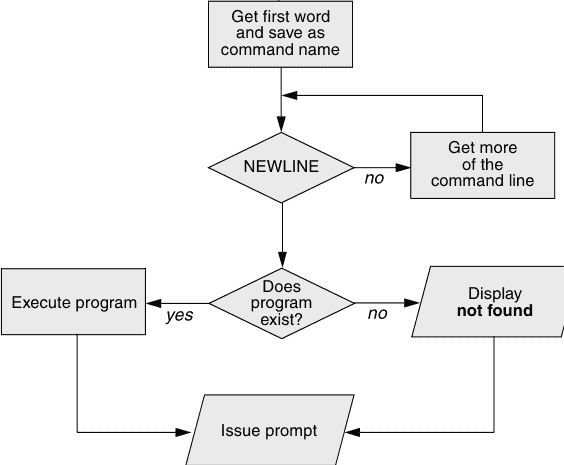 Get first word
and save as
command name
NEWLINE
no
Get more
of the
command line
Does
program
exist?
yes
no
Execute program
Display
not found
Issue prompt